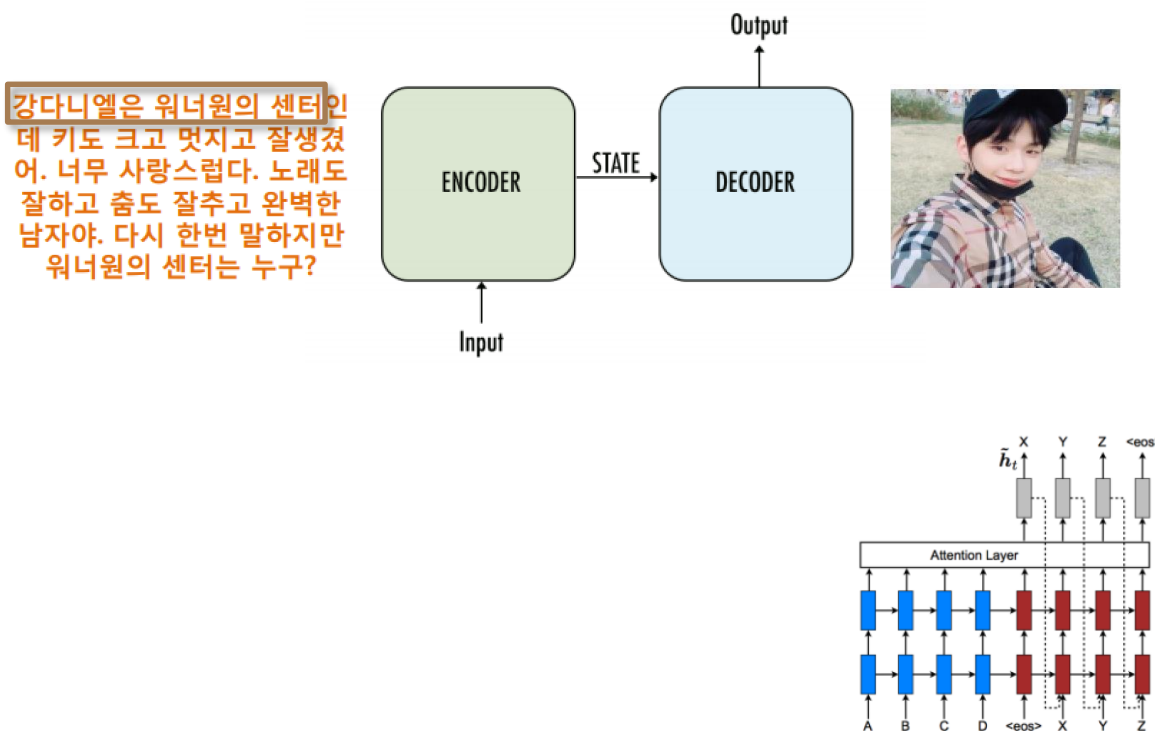 Output
강다니엘은 워너원의 센터인
데 키도 크고 멋지고 잘생겼
어. 너무 사랑스럽다. 노래도
잘하고 춤도 잘추고 완벽한
남자야. 다시 한번 말하지만
워너원의 센터는 누구?
ENCODER
STATE
DECODER
Input
X Y Z <eos
h̃t
Attention Layer
A B C D <eos> X Y Z